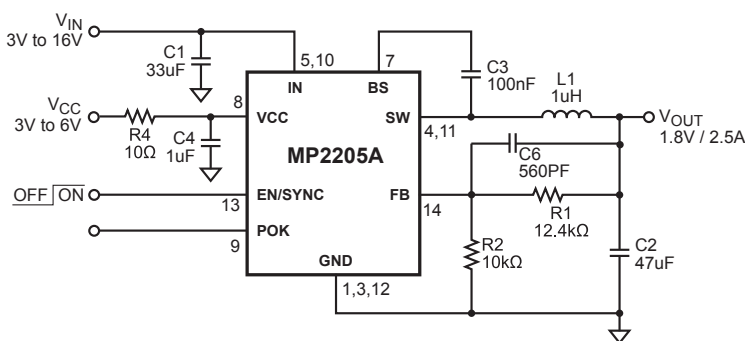 VIN
3V to 16V
C1
33uF
5,10
IN
7
BS
C3
100nF
L1
1uH
VCC
3V to 6V
R4
10Ω
C4
1uF
8
VCC
SW
4,11
VOUT
1.8V / 2.5A
MP2205A
C6
560PF
OFF ON
13
EN/SYNC
FB
14
R1
12.4kΩ
9
POK
R2
10kΩ
C2
47uF
GND
1,3,12